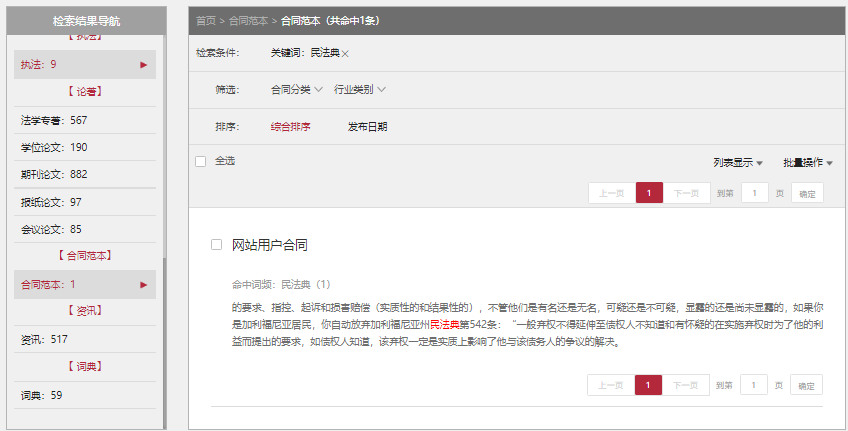 检索结果导航
【 执法】
执法：9
【 论著】
法学专著：567
学位论文：190
期刊论文：882
报纸论文：97
会议论文：85
【 合同范本】
合同范本：1
【 资讯】
资讯：517
【 词典】
词典：59
首页 > 合同范本 > 合同范本（共命中1条）
检索条件： 关键词：民法典×
筛选： 合同分类 行业类别
排序： 综合排序 发布日期
全选 列表显示 批量操作
上一页 1 下一页 到第 1 页 确定
网站用户合同
命中词频：民法典（1）
的要求、指控、起诉和损害赔偿（实质性的和结果性的），不管他们是有名还是无名，可疑还是不可疑，显露的还是尚未显露的，如果你
是加利福尼亚居民，你自动放弃加利福尼亚州民法典第542条：“一般弃权不得延伸至债权人不知道和有怀疑的在实施弃权时为了他的利
益而提出的要求，如债权人知道，该弃权一定是实质上影响了他与该债务人的争议的解决。
上一页 1 下一页 到第 1 页 确定